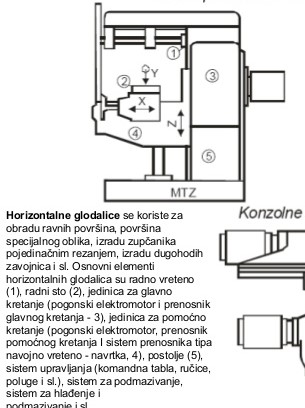 1
Y
2
3
X
Z
4
5
MTZ
Horizontalne glodalice se koriste za
obradu ravnih površina, površina
specijalnog oblika, izradu zupčanika
pojedinačnim rezanjem, izradu dugohodih
zavojnica i sl. Osnovni elementi
horizontalnih glodalica su radno vreteno
(1), radni sto (2), jedinica za glavno
kretanje (pogonski elektromotor i prenosnik
glavnog kretanja - 3), jedinica za pomoćno
kretanje (pogonski elektromotor, prenosnik
pomoćnog kretanja I sistem prenosnika tipa
navojno vreteno - navrtka, 4), postolje (5),
sistem upravljanja (komandna tabla, ručice,
poluge i sl.), sistem za podmazivanje,
sistem za hlađenje i
podmazivanje i sl.
Konzolne